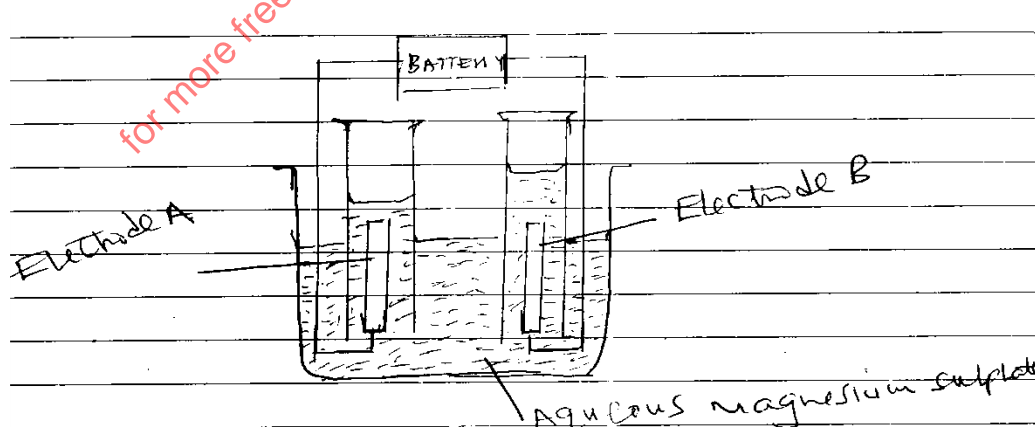 for more free
BATTERY
Electrode A
Electrode B
Aqueous magnesium sulphate